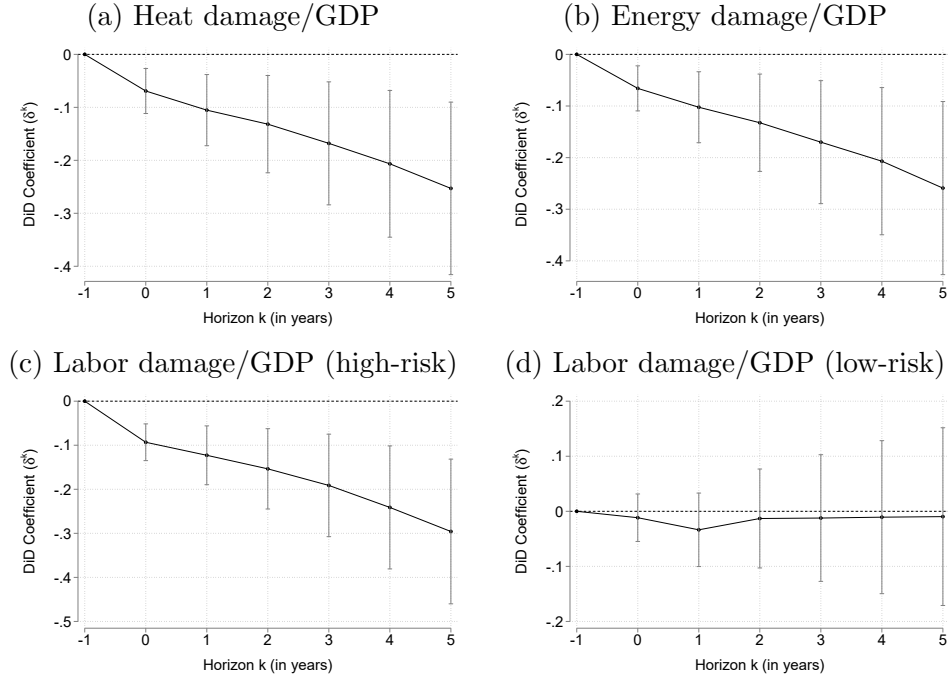 (a) Heat damage/GDP
0
-.1
-.2
-.3
-.4
DiD Coefficient (δᵏ)
-1 0 1 2 3 4 5
Horizon k (in years)
(b) Energy damage/GDP
0
-.1
-.2
-.3
-.4
DiD Coefficient (δᵏ)
-1 0 1 2 3 4 5
Horizon k (in years)
(c) Labor damage/GDP (high-risk)
0
-.1
-.2
-.3
-.4
-.5
DiD Coefficient (δᵏ)
-1 0 1 2 3 4 5
Horizon k (in years)
(d) Labor damage/GDP (low-risk)
.2
.1
0
-.1
-.2
DiD Coefficient (δᵏ)
-1 0 1 2 3 4 5
Horizon k (in years)